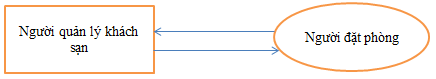 Người quản lý khách
sạn
Người đặt phòng